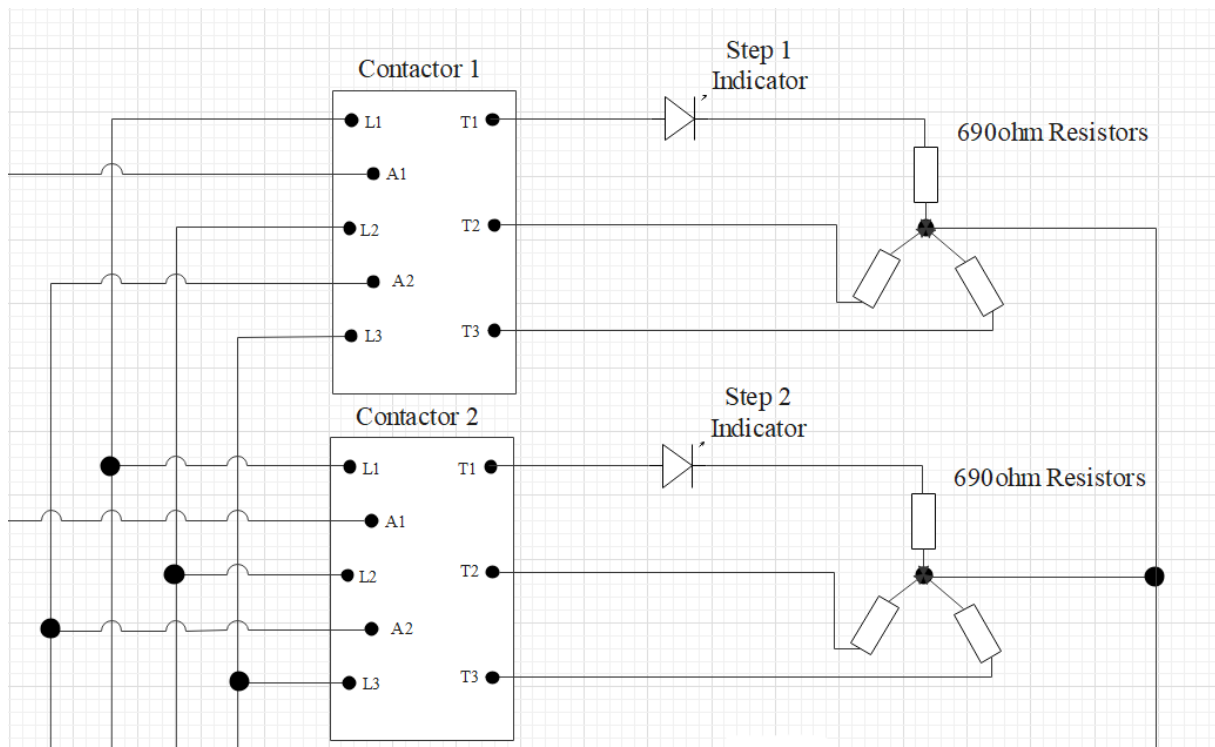 Step 1
Indicator
Contactor 1
690ohm Resistors
L1
T1
A1
L2
T2
A2
L3
T3
Step 2
Indicator
Contactor 2
690ohm Resistors
L1
T1
A1
L2
T2
A2
L3
T3